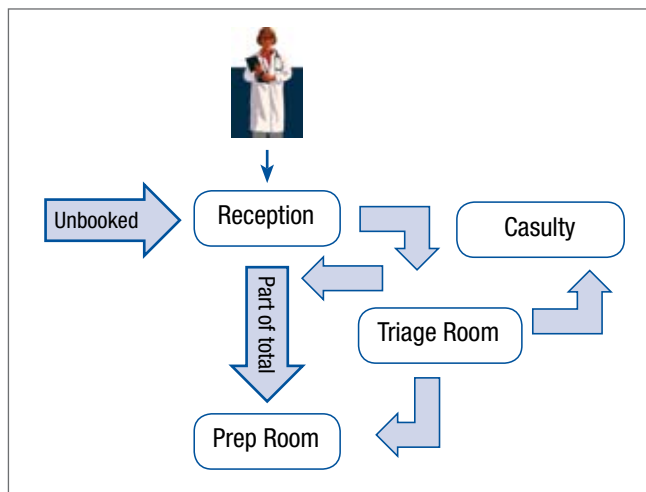 Unbooked
Reception
Casulty
Part of total
Triage Room
Prep Room